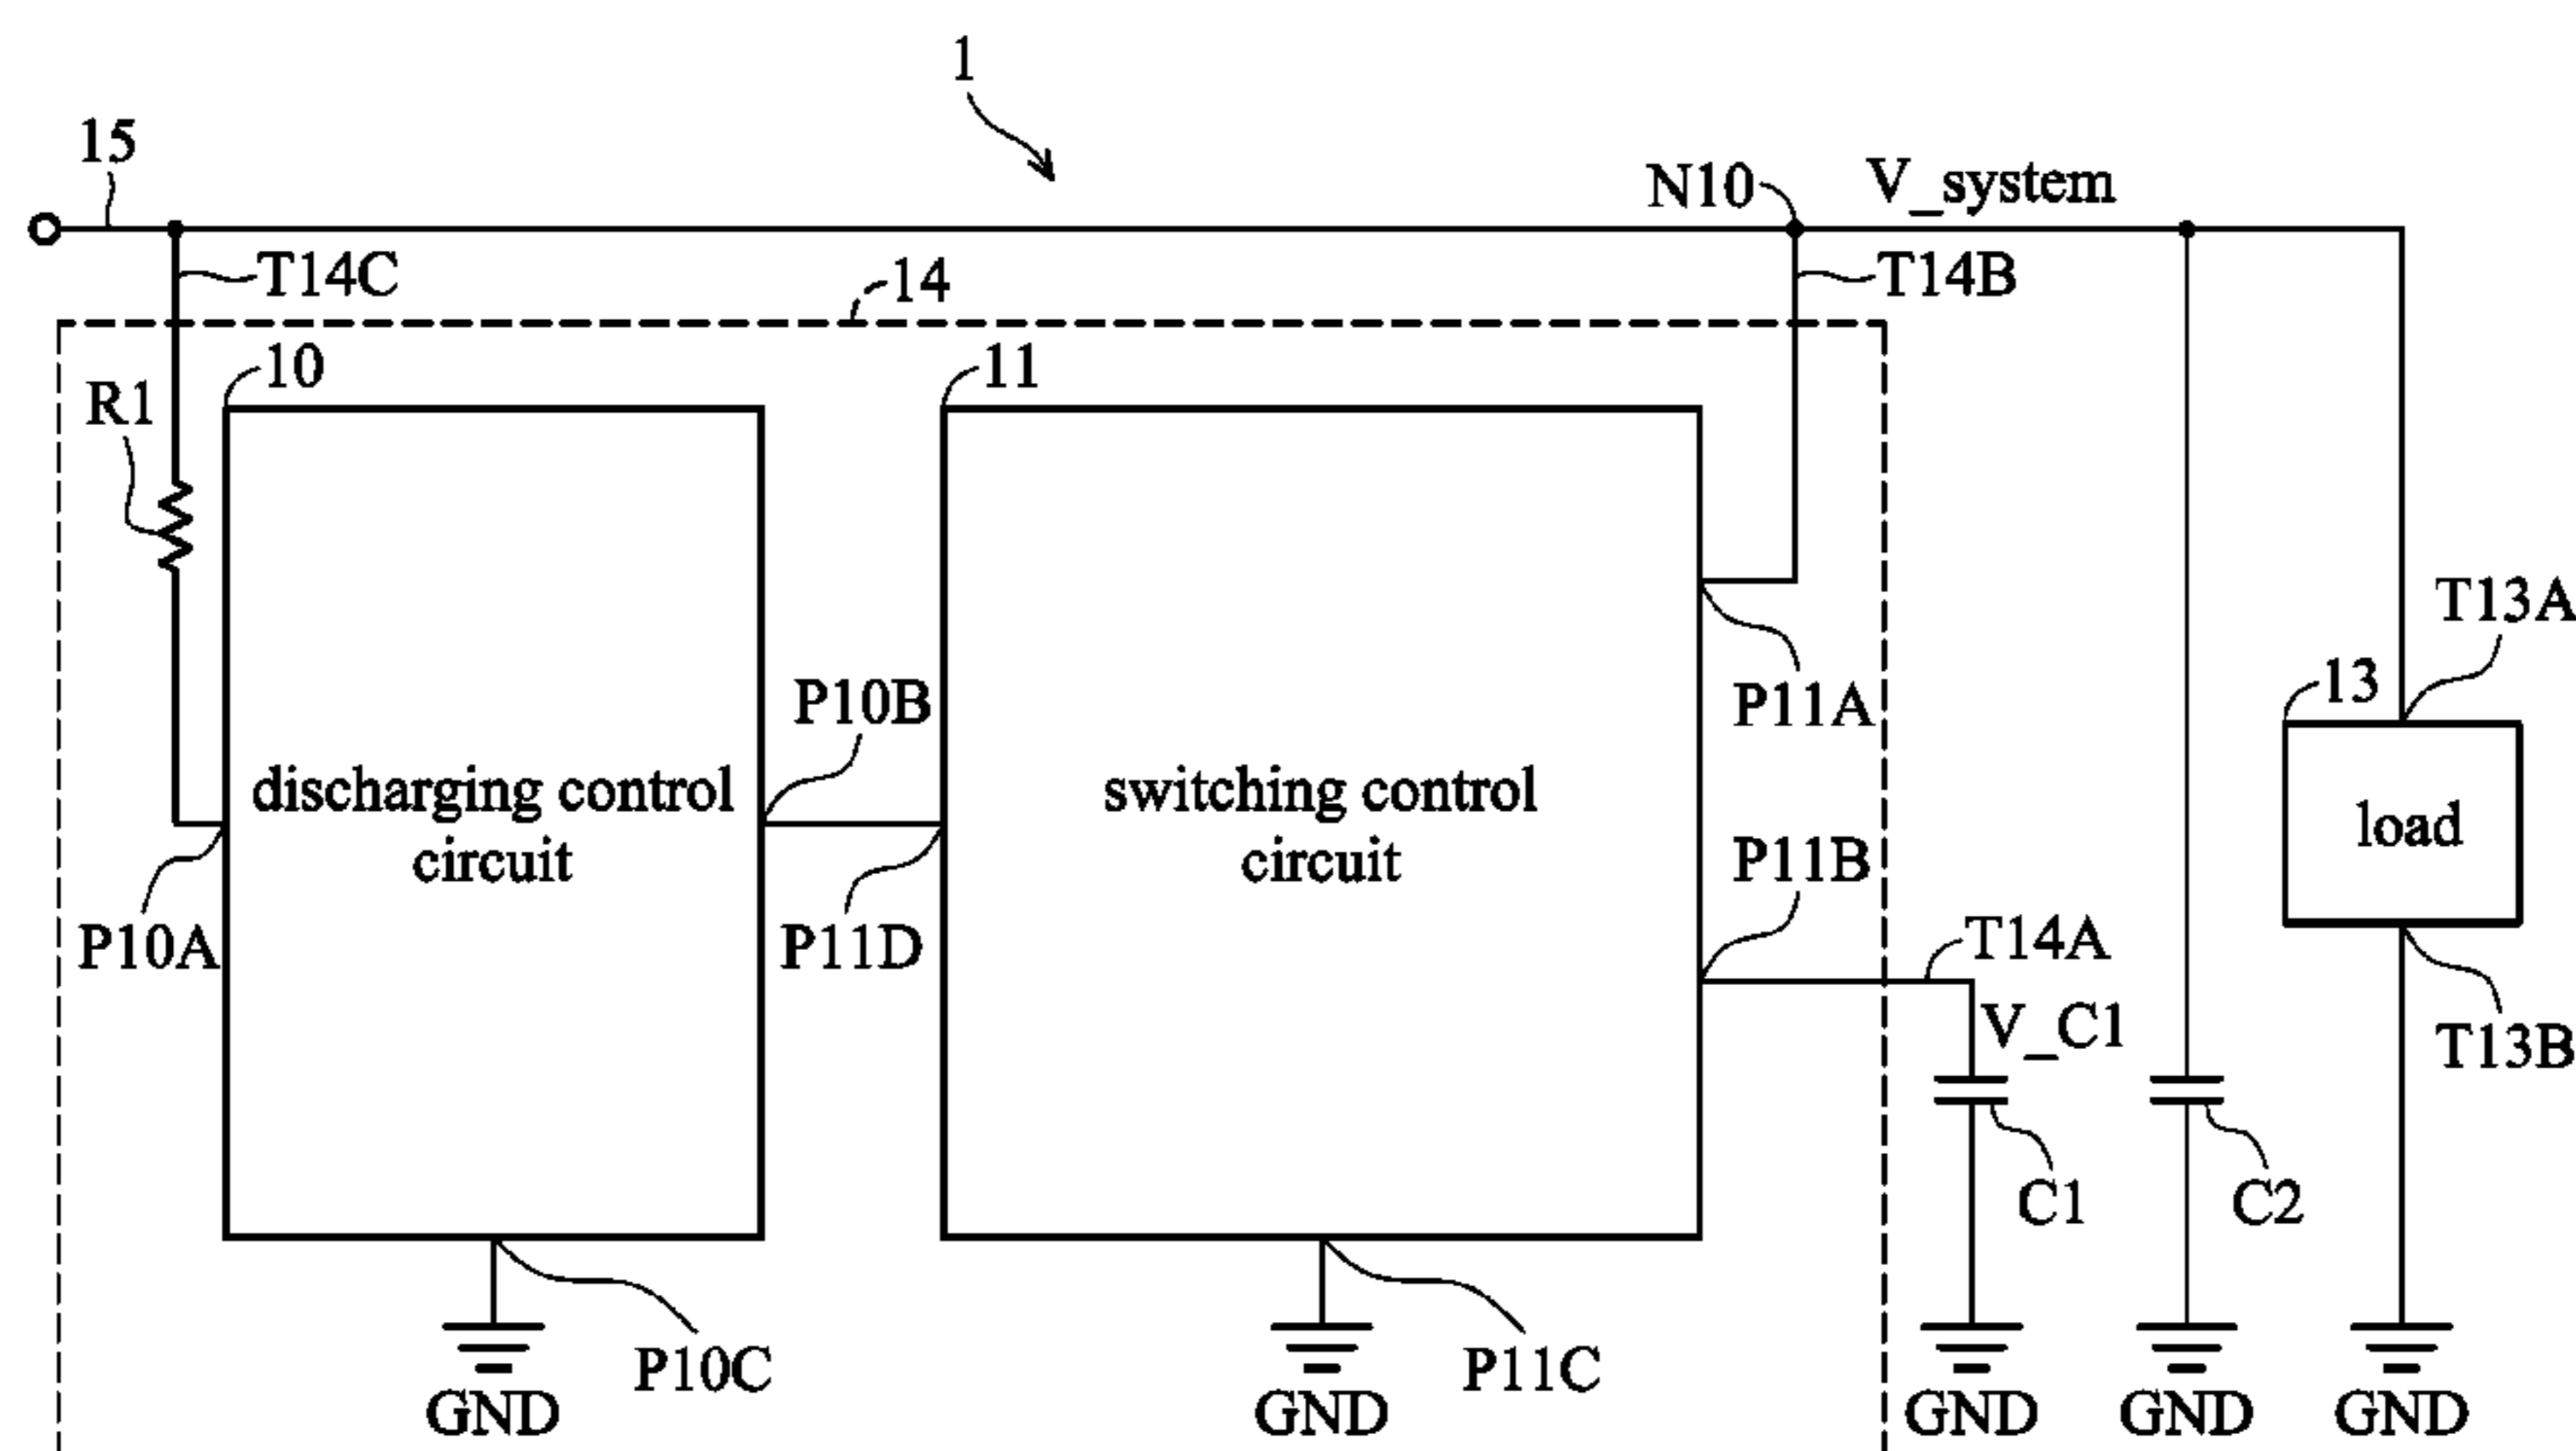 1
15
N10
V_system
T14C
T14B
14
10
11
R1
T13A
P10B
P11A
13
discharging control
circuit
switching control
circuit
load
P11B
P10A
P11D
T14A
V_C1
T13B
C1
C2
P10C
P11C
GND
GND
GND
GND
GND